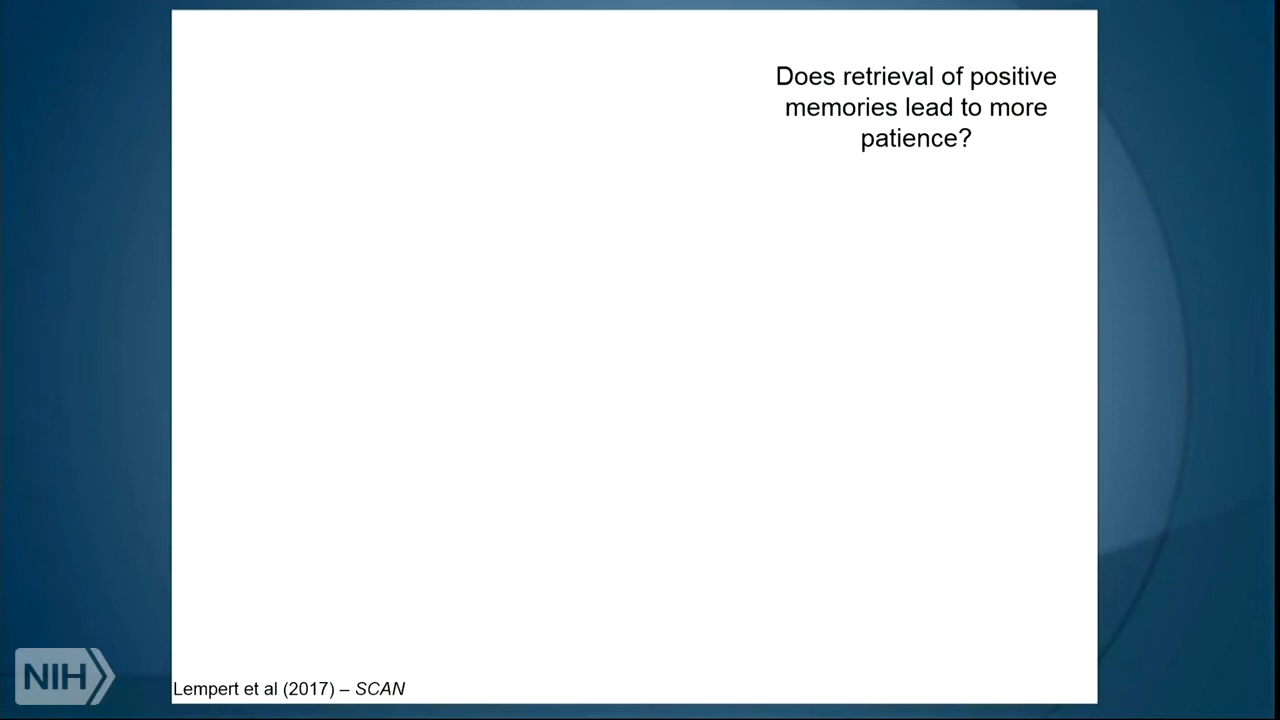 Does retrieval of positive
memories lead to more
patience?
NIH
Lempert et al (2017) – SCAN